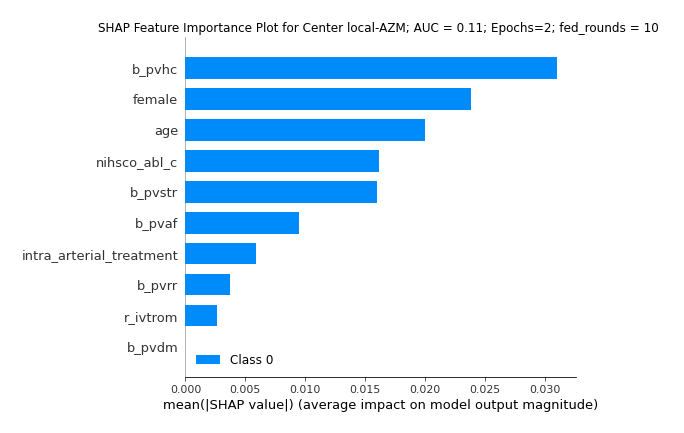 SHAP Feature Importance Plot for Center local-AZM; AUC = 0.11; Epochs=2; fed_rounds = 10
b_pvhc
female
age
nihsco_abl_c
b_pvstr
b_pvaf
intra_arterial_treatment
b_pvrr
r_ivtrom
b_pvdm
Class 0
0.000 0.005 0.010 0.015 0.020 0.025 0.030
mean(|SHAP value|) (average impact on model output magnitude)